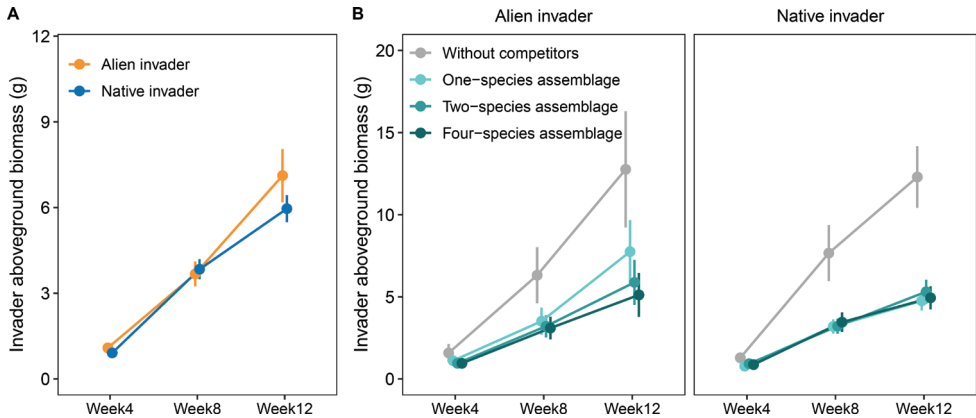 A
Invader aboveground biomass (g)
12
9
6
3
0
Alien invader
Native invader
Week4 Week8 Week12
B
Alien invader
Native invader
Invader aboveground biomass (g)
20
15
10
5
0
Without competitors
One−species assemblage
Two−species assemblage
Four−species assemblage
Week4 Week8 Week12
Week4 Week8 Week12